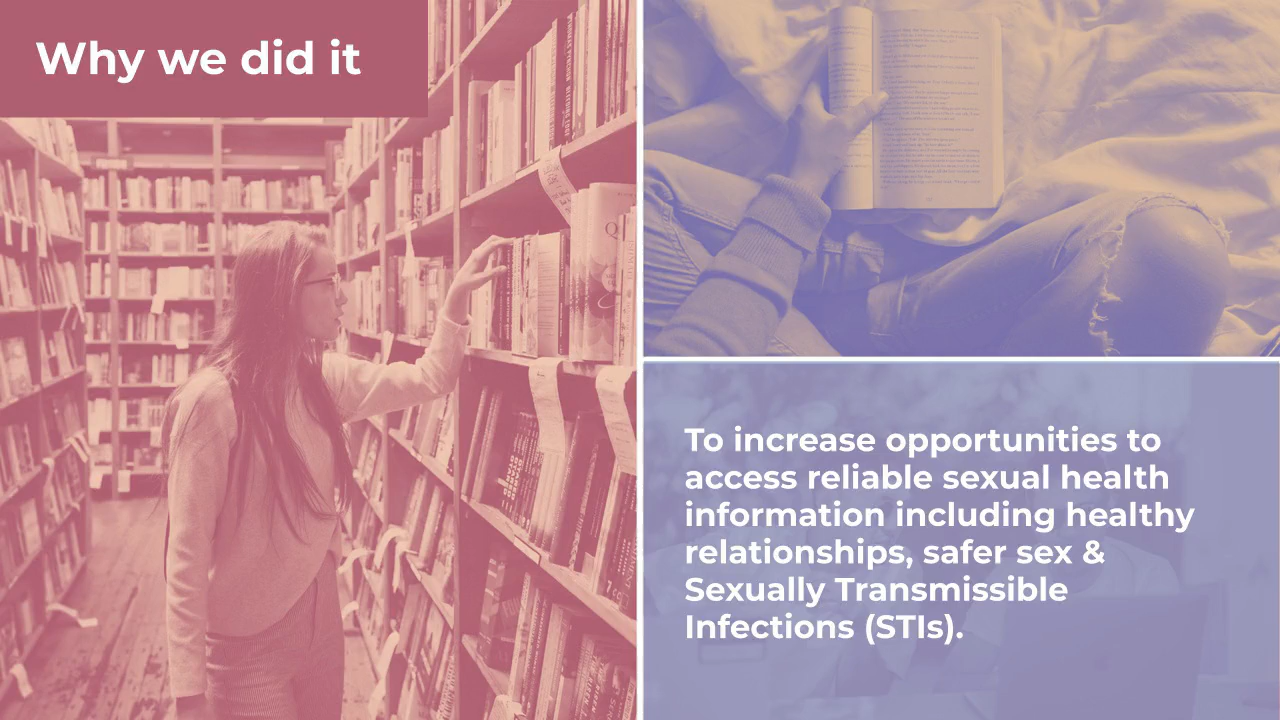 Why we did it
To increase opportunities to
access reliable sexual health
information including healthy
relationships, safer sex &
Sexually Transmissible
Infections (STIs).